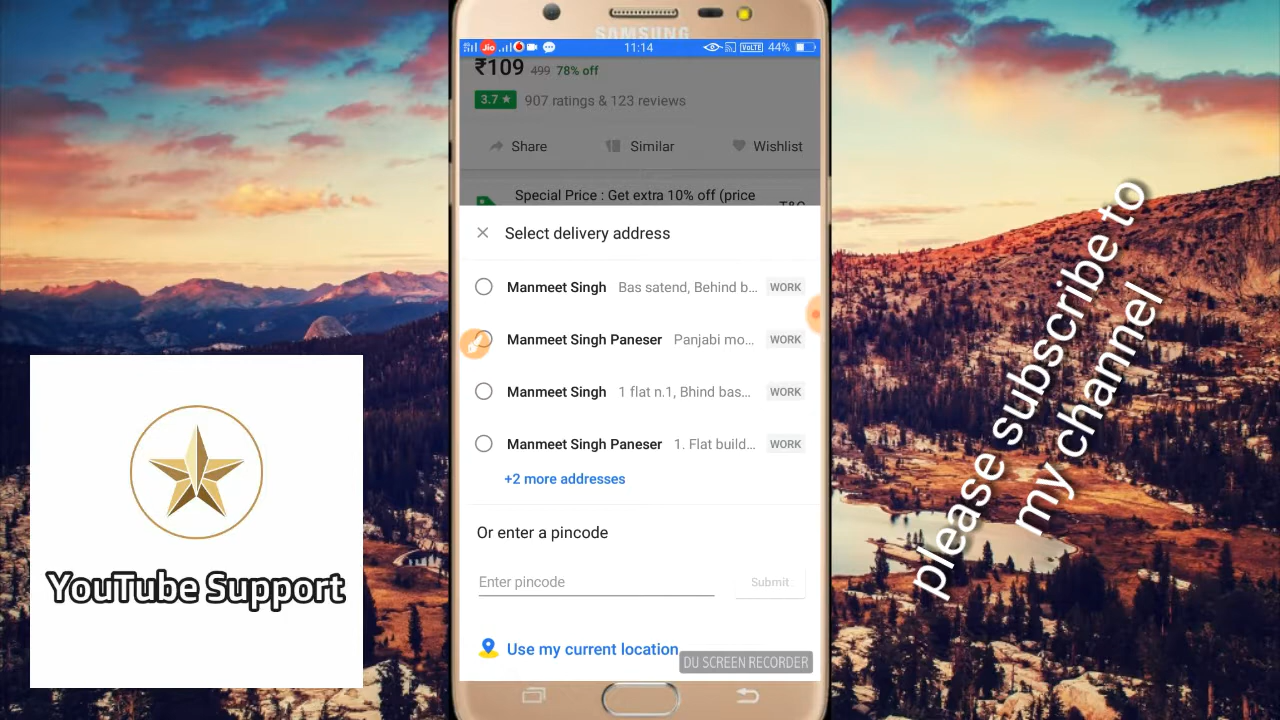 SAMSUNG
Jio 11:14 VoLTE 44%
₹109 499 78% off
3.7 ★ 907 ratings & 123 reviews
Share Similar Wishlist
Special Price : Get extra 10% off (price
T&C
Select delivery address
Manmeet Singh Bas satend, Behind b... WORK
Manmeet Singh Paneser Panjabi mo... WORK
Manmeet Singh 1 flat n.1, Bhind bas... WORK
Manmeet Singh Paneser 1. Flat build... WORK
+2 more addresses
Or enter a pincode
Enter pincode Submit
Use my current location
DU SCREEN RECORDER
YouTube Support
please subscribe to
my channel